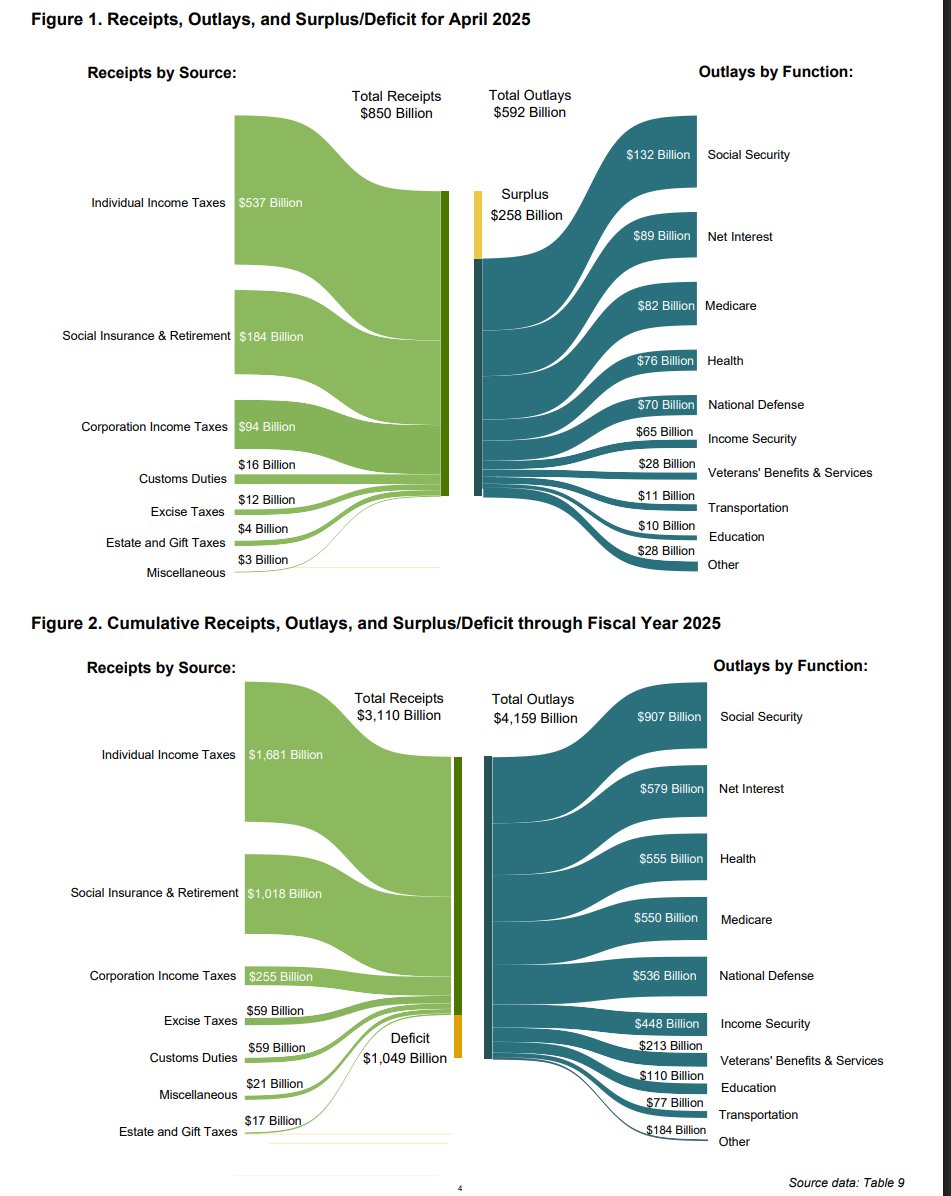 Figure 1. Receipts, Outlays, and Surplus/Deficit for April 2025
Receipts by Source:
Outlays by Function:
Total Receipts
$850 Billion
Total Outlays
$592 Billion
Surplus
$258 Billion
Individual Income Taxes
$537 Billion
Social Insurance & Retirement
$184 Billion
Corporation Income Taxes
$94 Billion
$16 Billion
Customs Duties
$12 Billion
Excise Taxes
$4 Billion
Estate and Gift Taxes
$3 Billion
Miscellaneous
$132 Billion
Social Security
$89 Billion
Net Interest
$82 Billion
Medicare
$76 Billion
Health
$70 Billion
National Defense
$65 Billion
Income Security
$28 Billion
Veterans' Benefits & Services
$11 Billion
Transportation
$10 Billion
Education
$28 Billion
Other
Figure 2. Cumulative Receipts, Outlays, and Surplus/Deficit through Fiscal Year 2025
Receipts by Source:
Outlays by Function:
Total Receipts
$3,110 Billion
Total Outlays
$4,159 Billion
Individual Income Taxes
$1,681 Billion
Social Insurance & Retirement
$1,018 Billion
Corporation Income Taxes
$255 Billion
$59 Billion
Excise Taxes
$59 Billion
Customs Duties
$21 Billion
Miscellaneous
$17 Billion
Estate and Gift Taxes
Deficit
$1,049 Billion
$907 Billion
Social Security
$579 Billion
Net Interest
$555 Billion
Health
$550 Billion
Medicare
$536 Billion
National Defense
$448 Billion
Income Security
$213 Billion
Veterans' Benefits & Services
$110 Billion
Education
$77 Billion
Transportation
$184 Billion
Other
4
Source data: Table 9